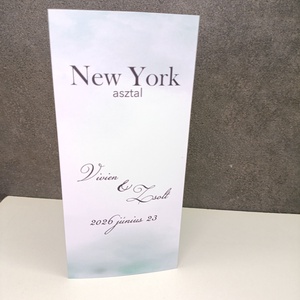 New York
asztal
Vivien
& Zsolt
2026 június 23